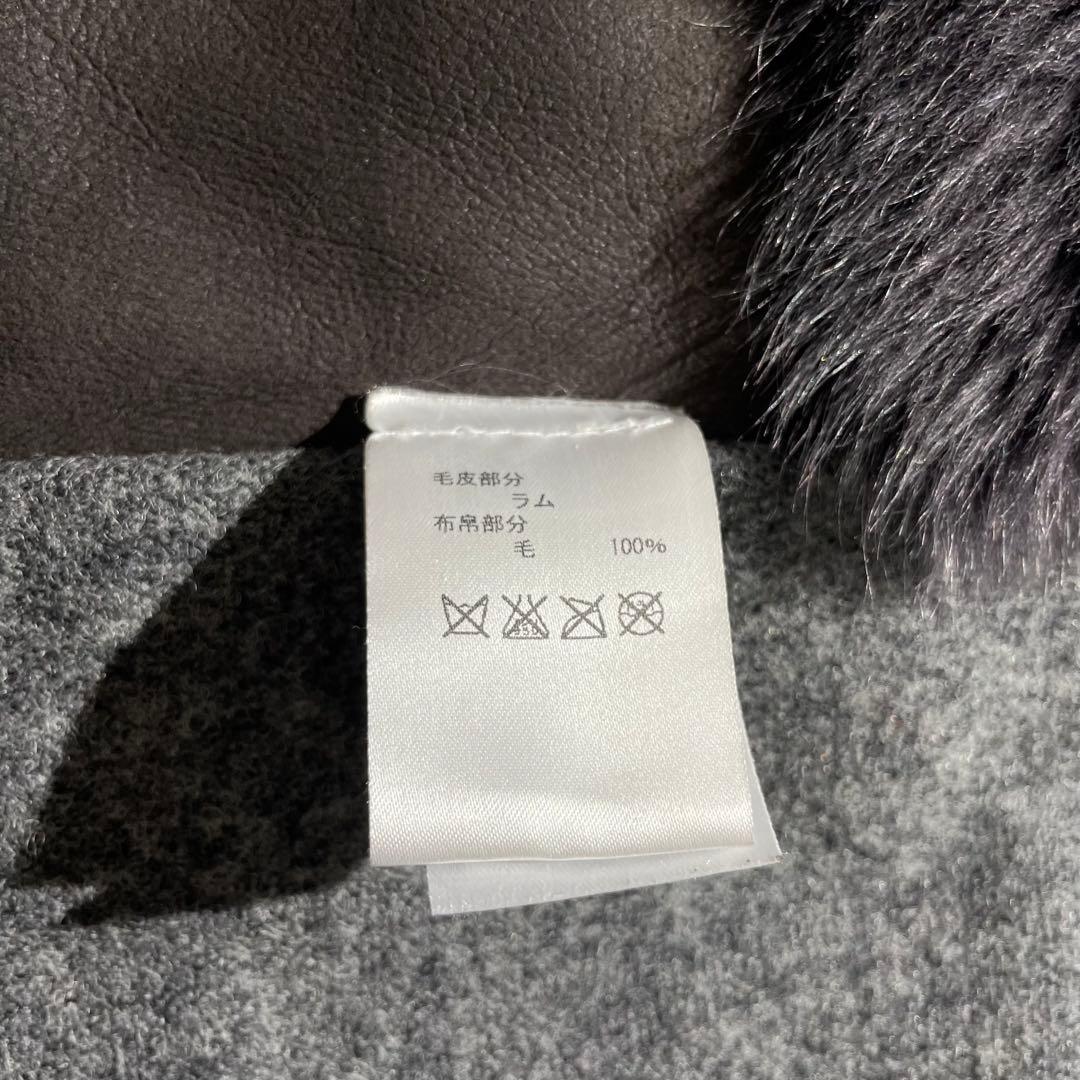 毛皮部分
ラム
布帛部分
毛 100%